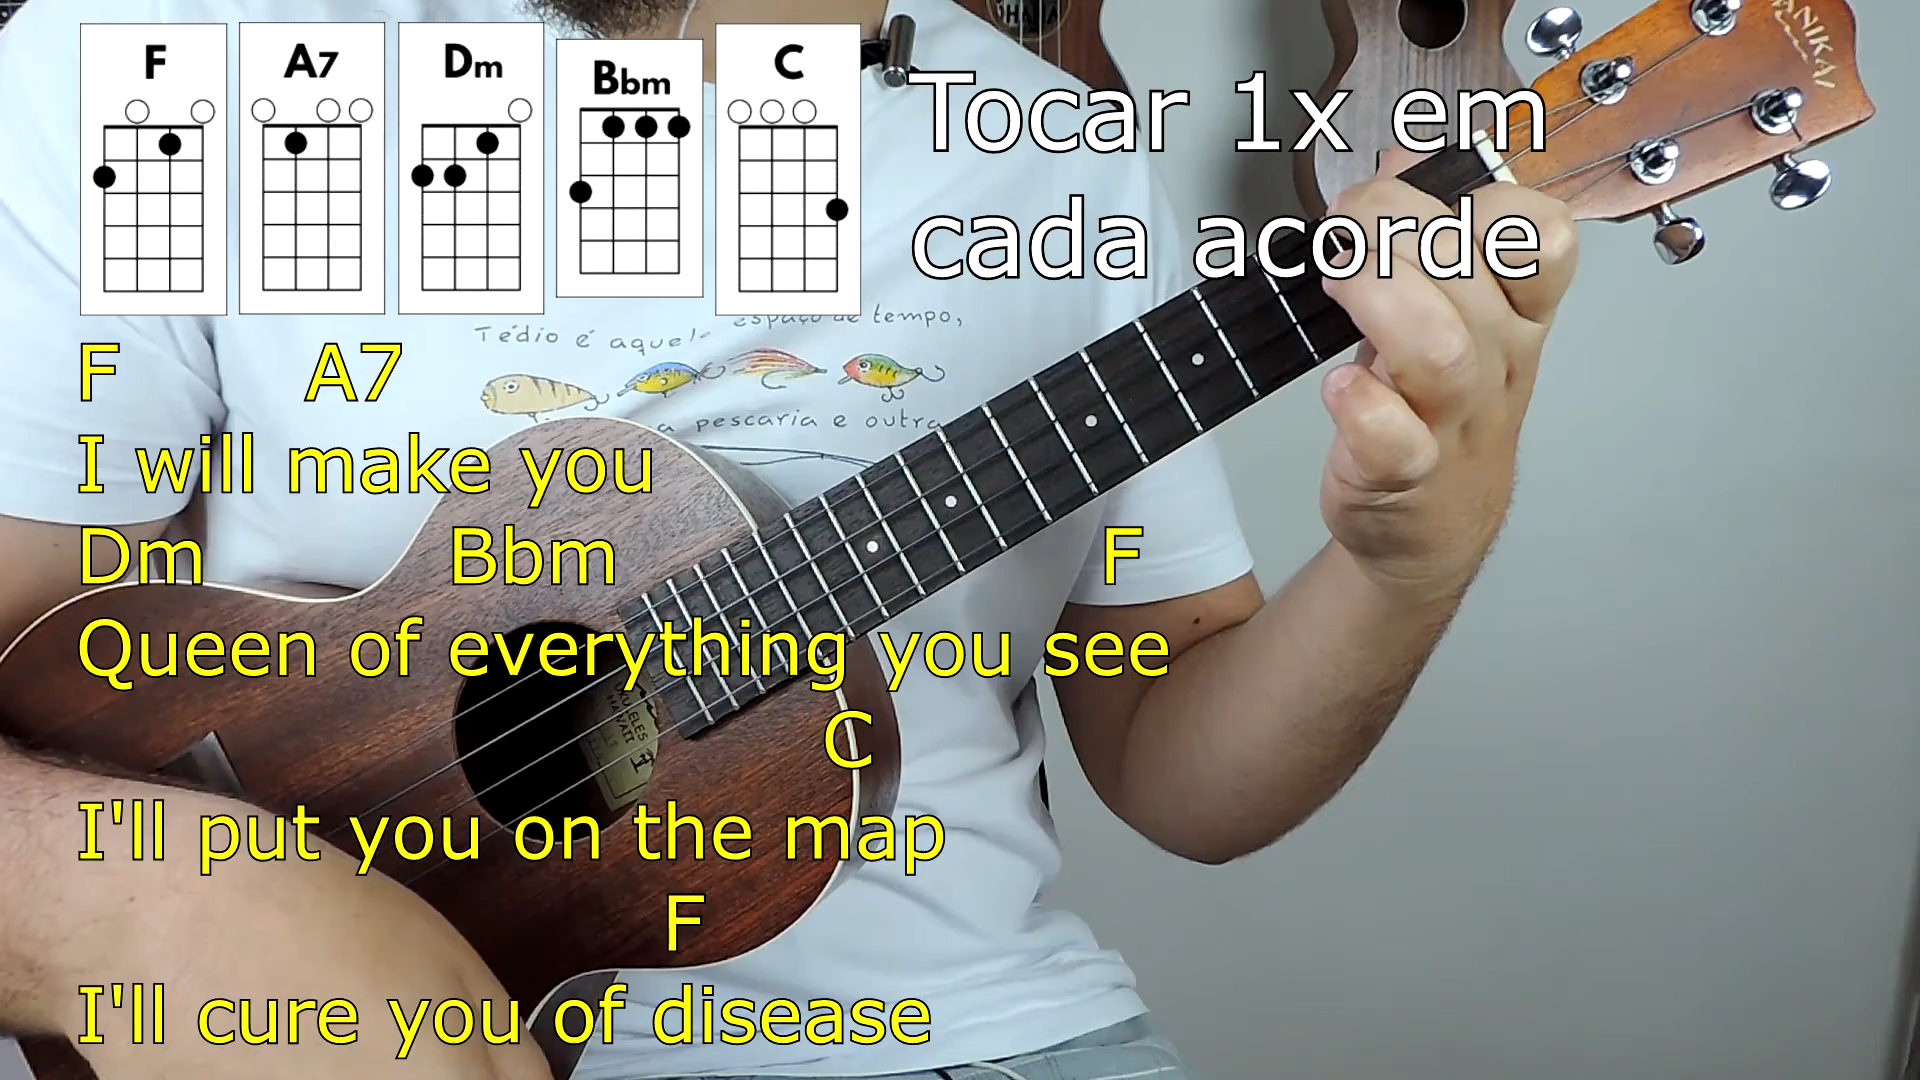 F A7 Dm Bbm C
Tocar 1x em
cada acorde
ANIKAI
Tédio é aquele espaço de tempo,
a pescaria e outra
F A7
I will make you
Dm Bbm F
Queen of everything you see
C
I'll put you on the map
F
I'll cure you of disease